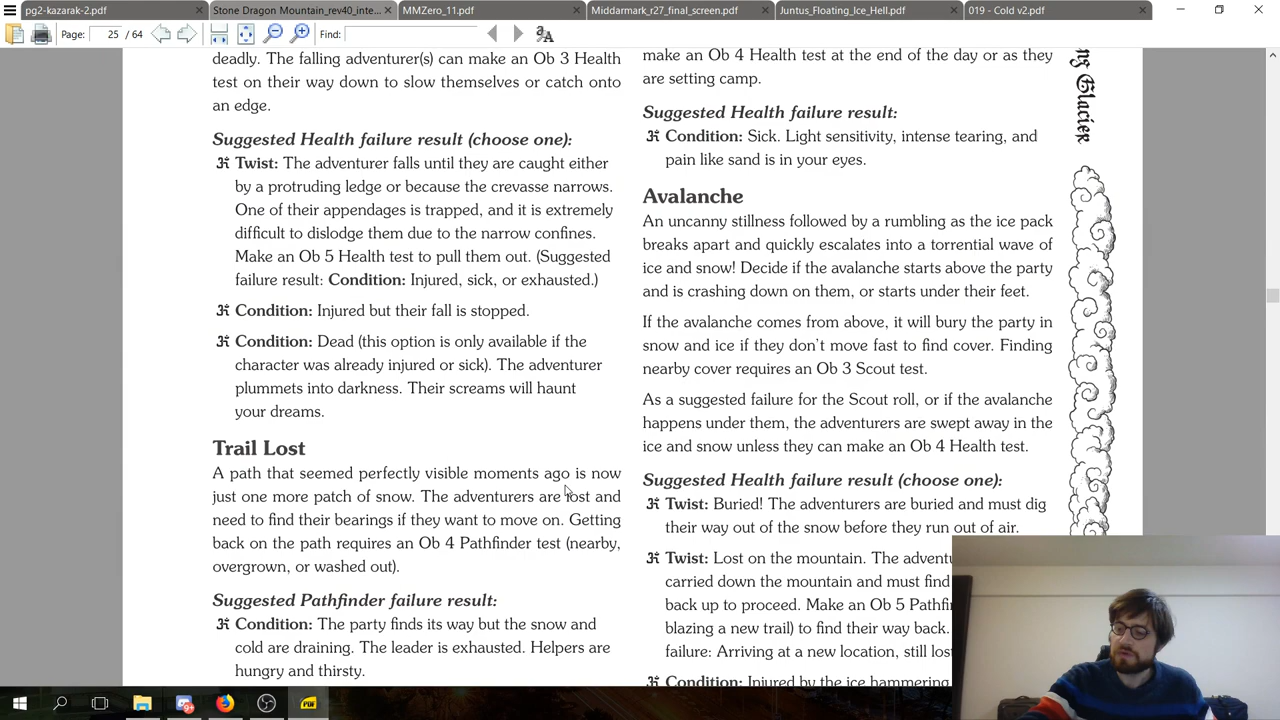 pg2-kazarak-2.pdf
Stone Dragon Mountain_rev40_inte...
MMZero_11.pdf
Middarmark_r27_final_screen.pdf
Juntus_Floating_Ice_Hell.pdf
019 - Cold v2.pdf
Page: 25 / 64
Find:
deadly. The falling adventurer(s) can make an Ob 3 Health
test on their way down to slow themselves or catch onto
an edge.
Suggested Health failure result (choose one):
Twist: The adventurer falls until they are caught either
by a protruding ledge or because the crevasse narrows.
One of their appendages is trapped, and it is extremely
difficult to dislodge them due to the narrow confines.
Make an Ob 5 Health test to pull them out. (Suggested
failure result: Condition: Injured, sick, or exhausted.)
Condition: Injured but their fall is stopped.
Condition: Dead (this option is only available if the
character was already injured or sick). The adventurer
plummets into darkness. Their screams will haunt
your dreams.
Trail Lost
A path that seemed perfectly visible moments ago is now
just one more patch of snow. The adventurers are lost and
need to find their bearings if they want to move on. Getting
back on the path requires an Ob 4 Pathfinder test (nearby,
overgrown, or washed out).
Suggested Pathfinder failure result:
Condition: The party finds its way but the snow and
cold are draining. The leader is exhausted. Helpers are
hungry and thirsty.
make an Ob 4 Health test at the end of the day or as they
are setting camp.
Suggested Health failure result:
Condition: Sick. Light sensitivity, intense tearing, and
pain like sand is in your eyes.
Avalanche
An uncanny stillness followed by a rumbling as the ice pack
breaks apart and quickly escalates into a torrential wave of
ice and snow! Decide if the avalanche starts above the party
and is crashing down on them, or starts under their feet.
If the avalanche comes from above, it will bury the party in
snow and ice if they don't move fast to find cover. Finding
nearby cover requires an Ob 3 Scout test.
As a suggested failure for the Scout roll, or if the avalanche
happens under them, the adventurers are swept away in the
ice and snow unless they can make an Ob 4 Health test.
Suggested Health failure result (choose one):
Twist: Buried! The adventurers are buried and must dig
their way out of the snow before they run out of air.
Twist: Lost on the mountain. The advent
carried down the mountain and must find
back up to proceed. Make an Ob 5 Pathfi
blazing a new trail) to find their way back.
failure: Arriving at a new location, still lost
Condition: Injured by the ice hammering
ng Glacier
PDF